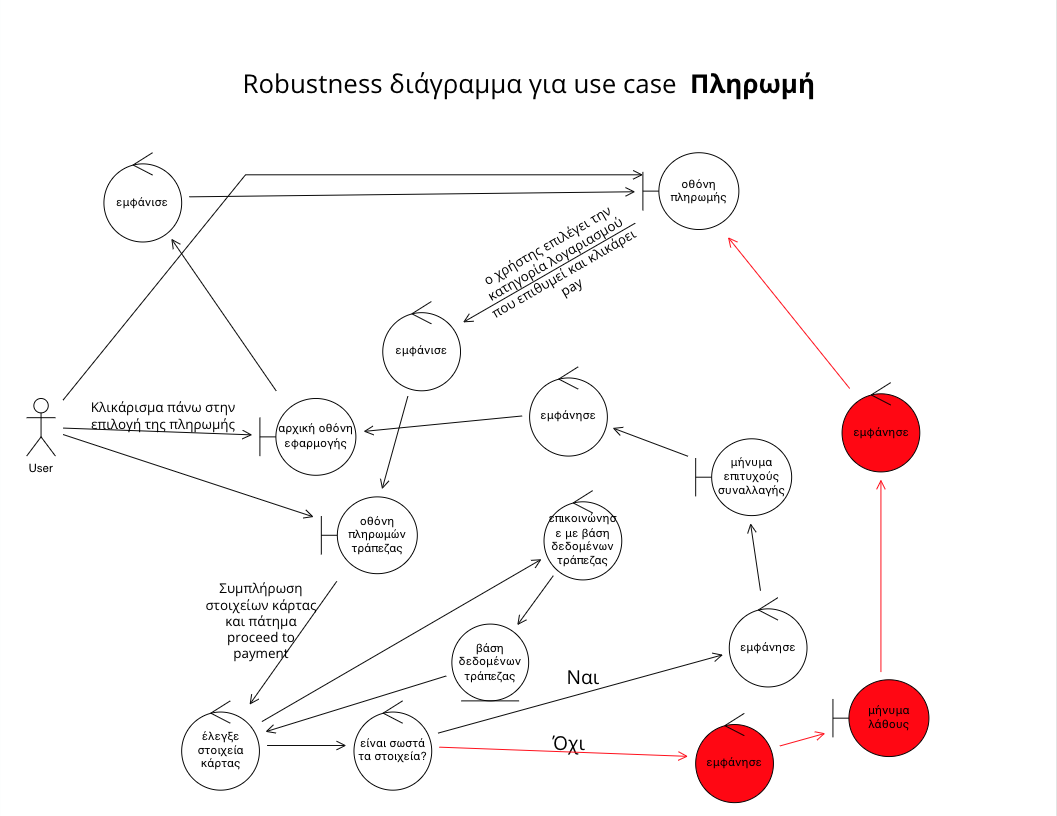 Robustness διάγραμμα για use case Πληρωμή
εμφάνισε
οθόνη
πληρωμής
ο χρήστης επιλέγει την
κατηγορία λογαριασμού
που επιθυμεί και κλικάρει
pay
εμφάνισε
Κλικάρισμα πάνω στην
επιλογή της πληρωμής
User
αρχική οθόνη
εφαρμογής
εμφάνησε
εμφάνησε
μήνυμα
επιτυχούς
συναλλαγής
οθόνη
πληρωμών
τράπεζας
επικοινώνησ
ε με βάση
δεδομένων
τράπεζας
Συμπλήρωση
στοιχείων κάρτας
και πάτημα
proceed to
payment
βάση
δεδομένων
τράπεζας
Ναι
εμφάνησε
έλεγξε
στοιχεία
κάρτας
είναι σωστά
τα στοιχεία?
Όχι
εμφάνησε
μήνυμα
λάθους